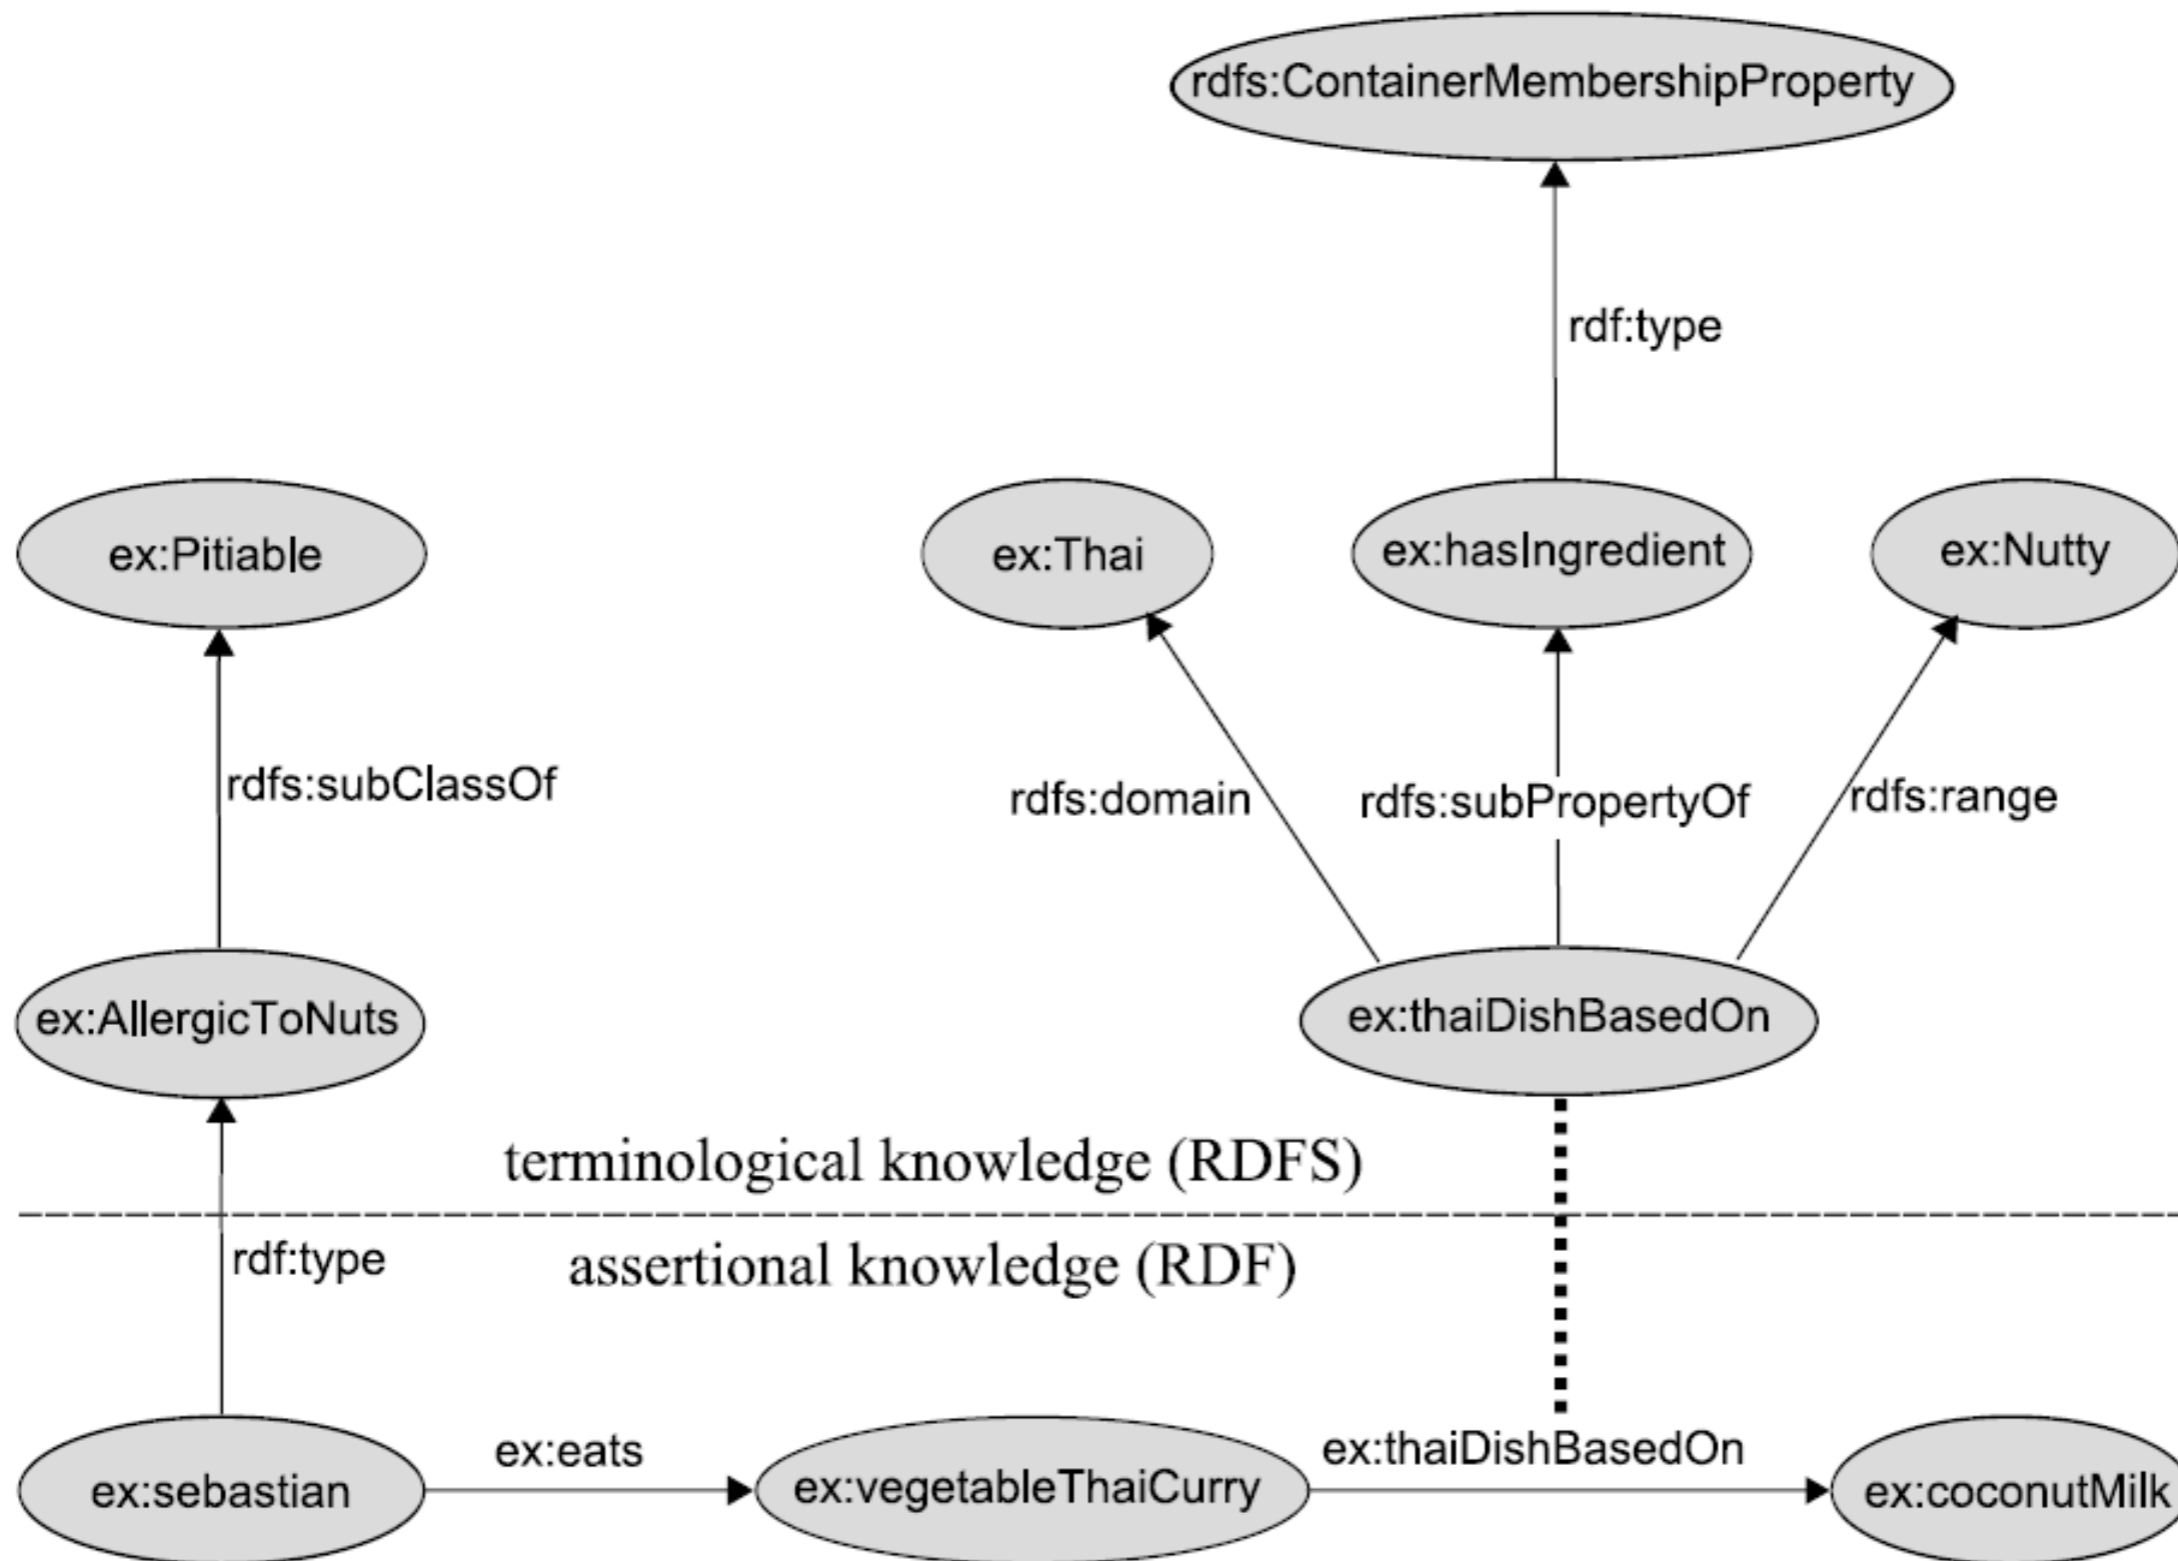 rdfs:ContainerMembershipProperty
rdf:type
ex:Pitiable
ex:Thai
ex:hasIngredient
ex:Nutty
rdfs:subClassOf
rdfs:domain
rdfs:subPropertyOf
rdfs:range
ex:AllergicToNuts
ex:thaiDishBasedOn
terminological knowledge (RDFS)
rdf:type
assertional knowledge (RDF)
ex:sebastian
ex:eats
ex:vegetableThaiCurry
ex:thaiDishBasedOn
ex:coconutMilk